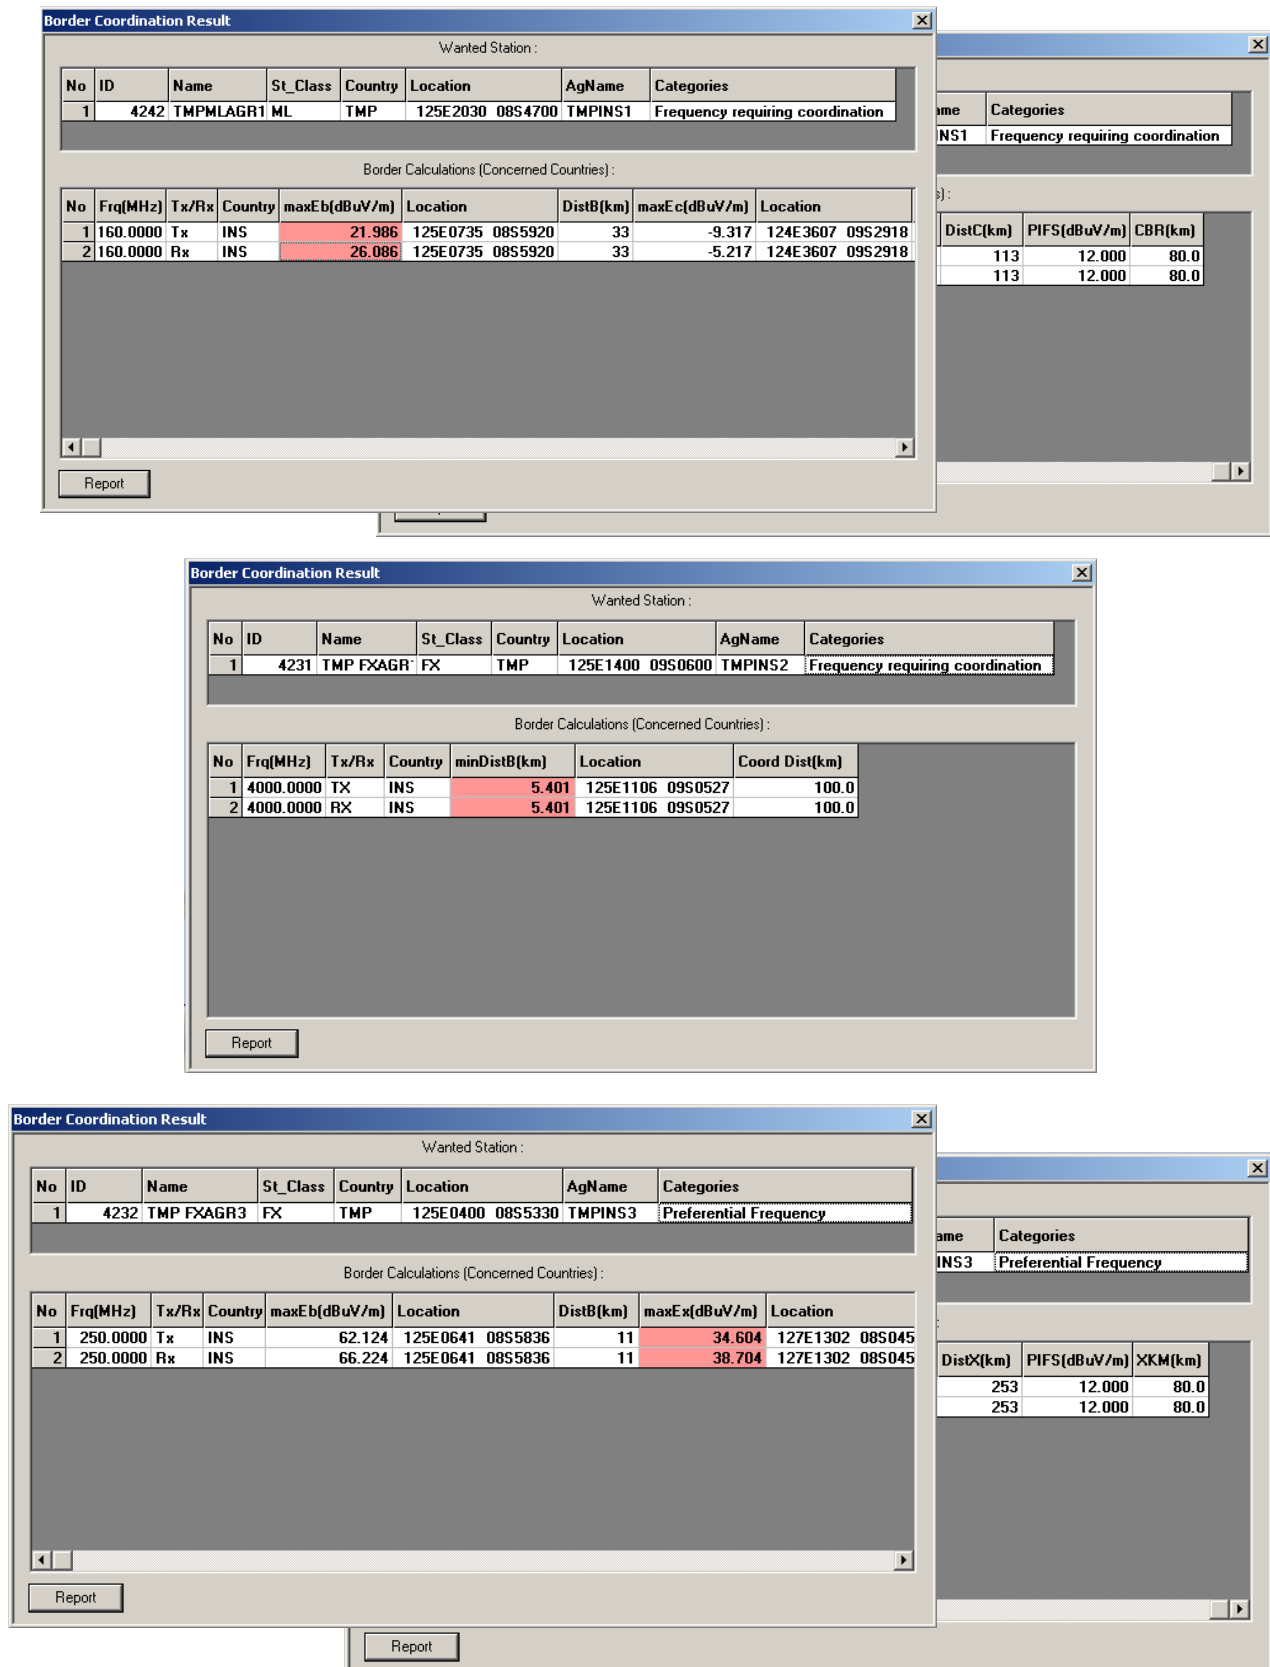 Border Coordination Result
Wanted Station :
No ID Name St_Class Country Location AgName Categories
1 4242 TMPMLAGR1 ML TMP 125E2030 08S4700 TMPINS1 Frequency requiring coordination
Border Calculations (Concerned Countries) :
No Frq(MHz) Tx/Rx Country maxEb(dBuV/m) Location DistB(km) maxEc(dBuV/m) Location
1 160.0000 Tx INS 21.986 125E0735 08S5920 33 -9.317 124E3607 09S2918
2 160.0000 Rx INS 26.086 125E0735 08S5920 33 -5.217 124E3607 09S2918
Report
ame Categories
NS1 Frequency requiring coordination
s) :
DistC(km) PIFS(dBuV/m) CBR(km)
113 12.000 80.0
113 12.000 80.0
Border Coordination Result
Wanted Station :
No ID Name St_Class Country Location AgName Categories
1 4231 TMP FXAGR FX TMP 125E1400 09S0600 TMPINS2 Frequency requiring coordination
Border Calculations (Concerned Countries) :
No Frq(MHz) Tx/Rx Country minDistB(km) Location Coord Dist(km)
1 4000.0000 TX INS 5.401 125E1106 09S0527 100.0
2 4000.0000 RX INS 5.401 125E1106 09S0527 100.0
Report
Border Coordination Result
Wanted Station :
No ID Name St_Class Country Location AgName Categories
1 4232 TMP FXAGR3 FX TMP 125E0400 08S5330 TMPINS3 Preferential Frequency
Border Calculations (Concerned Countries) :
No Frq(MHz) Tx/Rx Country maxEb(dBuV/m) Location DistB(km) maxEx(dBuV/m) Location
1 250.0000 Tx INS 62.124 125E0641 08S5836 11 34.604 127E1302 08S045
2 250.0000 Rx INS 66.224 125E0641 08S5836 11 38.704 127E1302 08S045
Report
ame Categories
INS3 Preferential Frequency
:
DistX(km) PIFS(dBuV/m) XKM(km)
253 12.000 80.0
253 12.000 80.0
Report